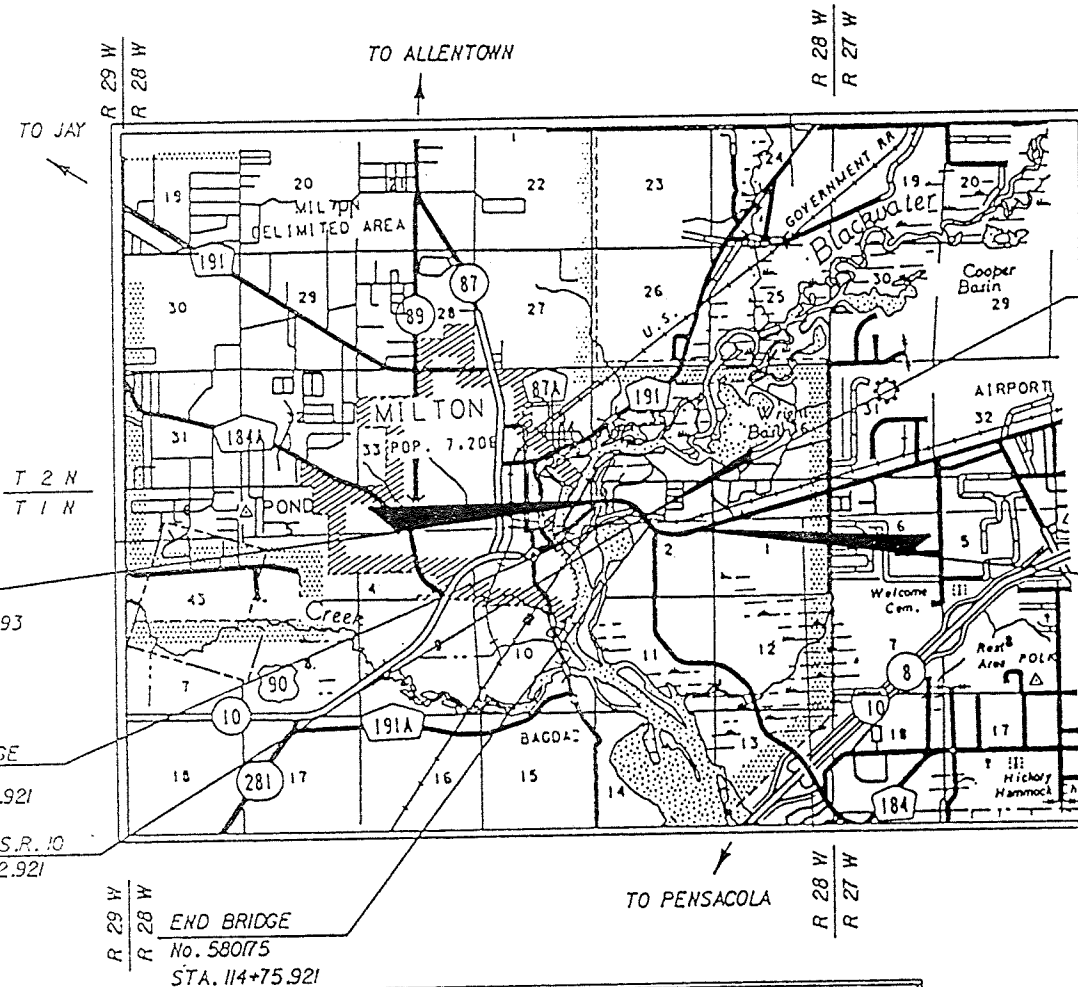 R 29 W
R 28 W
TO ALLENTOWN
R 28 W
R 27 W
TO JAY
19
20
21
22
23
24
GOVERNMENT RR
19
20
MILTON
DELIMITED AREA
Blackwater
191
87
Cooper
Basin
30
29
89
28
27
26
25
30
29
U.S.
87A
191
AIRPORT
31
184A
MILTON
33 POP. 7,20
31
32
T 2 N
T 1 N
POND
2
1
6
5
93
43
4
Creek
Welcome
Cem.
7
8
90
9
10
11
12
7
8
Rest
Area
POLK
10
191A
10
GE
BAGDAD
13
18
17
.921
18
281
17
16
15
14
184
Hickory
Hammock
S.R. 10
2.921
TO PENSACOLA
R 29 W
R 28 W
R 28 W
R 27 W
END BRIDGE
No. 580175
STA. 114+75.921